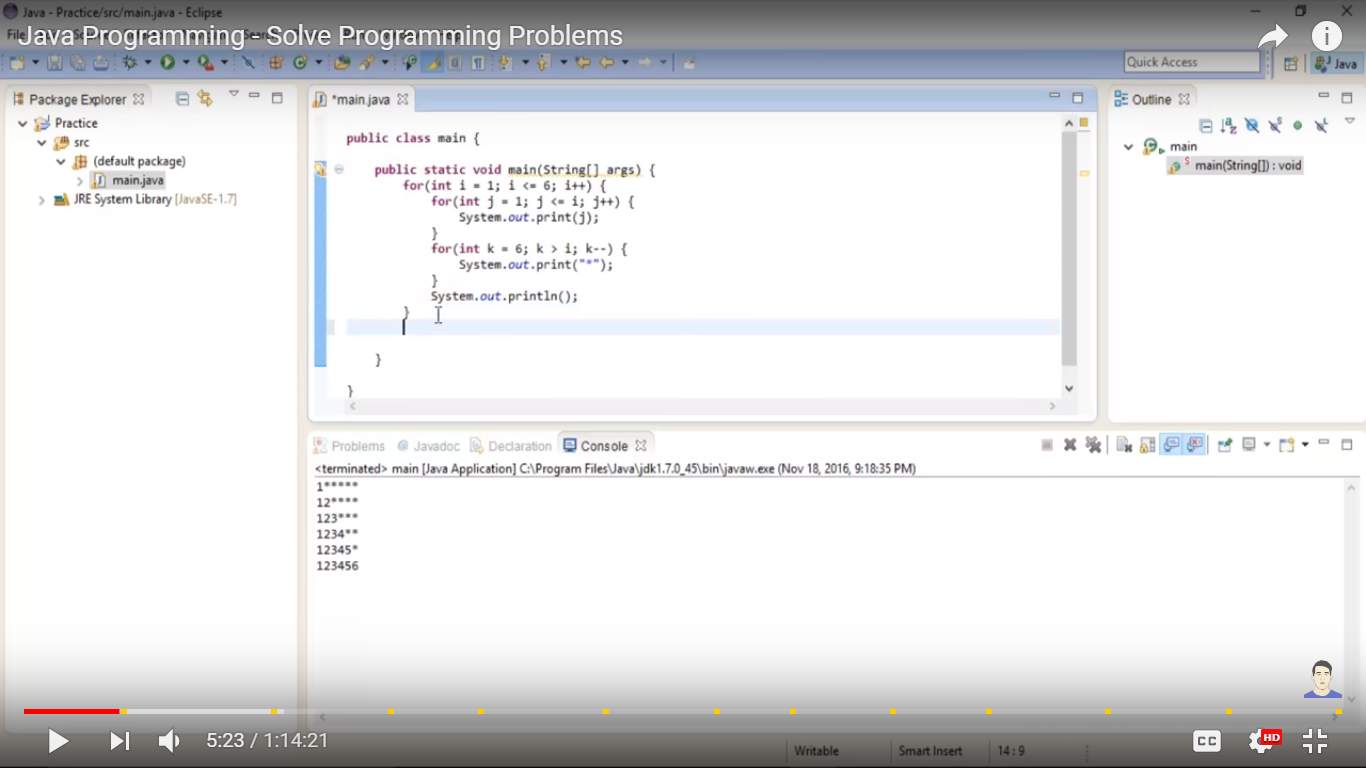 Java - Practice/src/main.java - Eclipse
Java Programming - Solve Programming Problems
Quick Access
Java
Package Explorer
Practice
src
(default package)
main.java
JRE System Library [JavaSE-1.7]
*main.java
public class main {
public static void main(String[] args) {
for(int i = 1; i <= 6; i++) {
for(int j = 1; j <= i; j++) {
System.out.print(j);
}
for(int k = 6; k > i; k--) {
System.out.print("*");
}
System.out.println();
}
}
}
Outline
main
main(String[]) : void
Problems @ Javadoc Declaration Console
<terminated> main [Java Application] C:\Program Files\Java\jdk1.7.0_45\bin\javaw.exe (Nov 18, 2016, 9:18:35 PM)
1*****
12****
123***
1234**
12345*
123456
5:23 / 1:14:21
CC
HD
Writable
Smart Insert
14 : 9